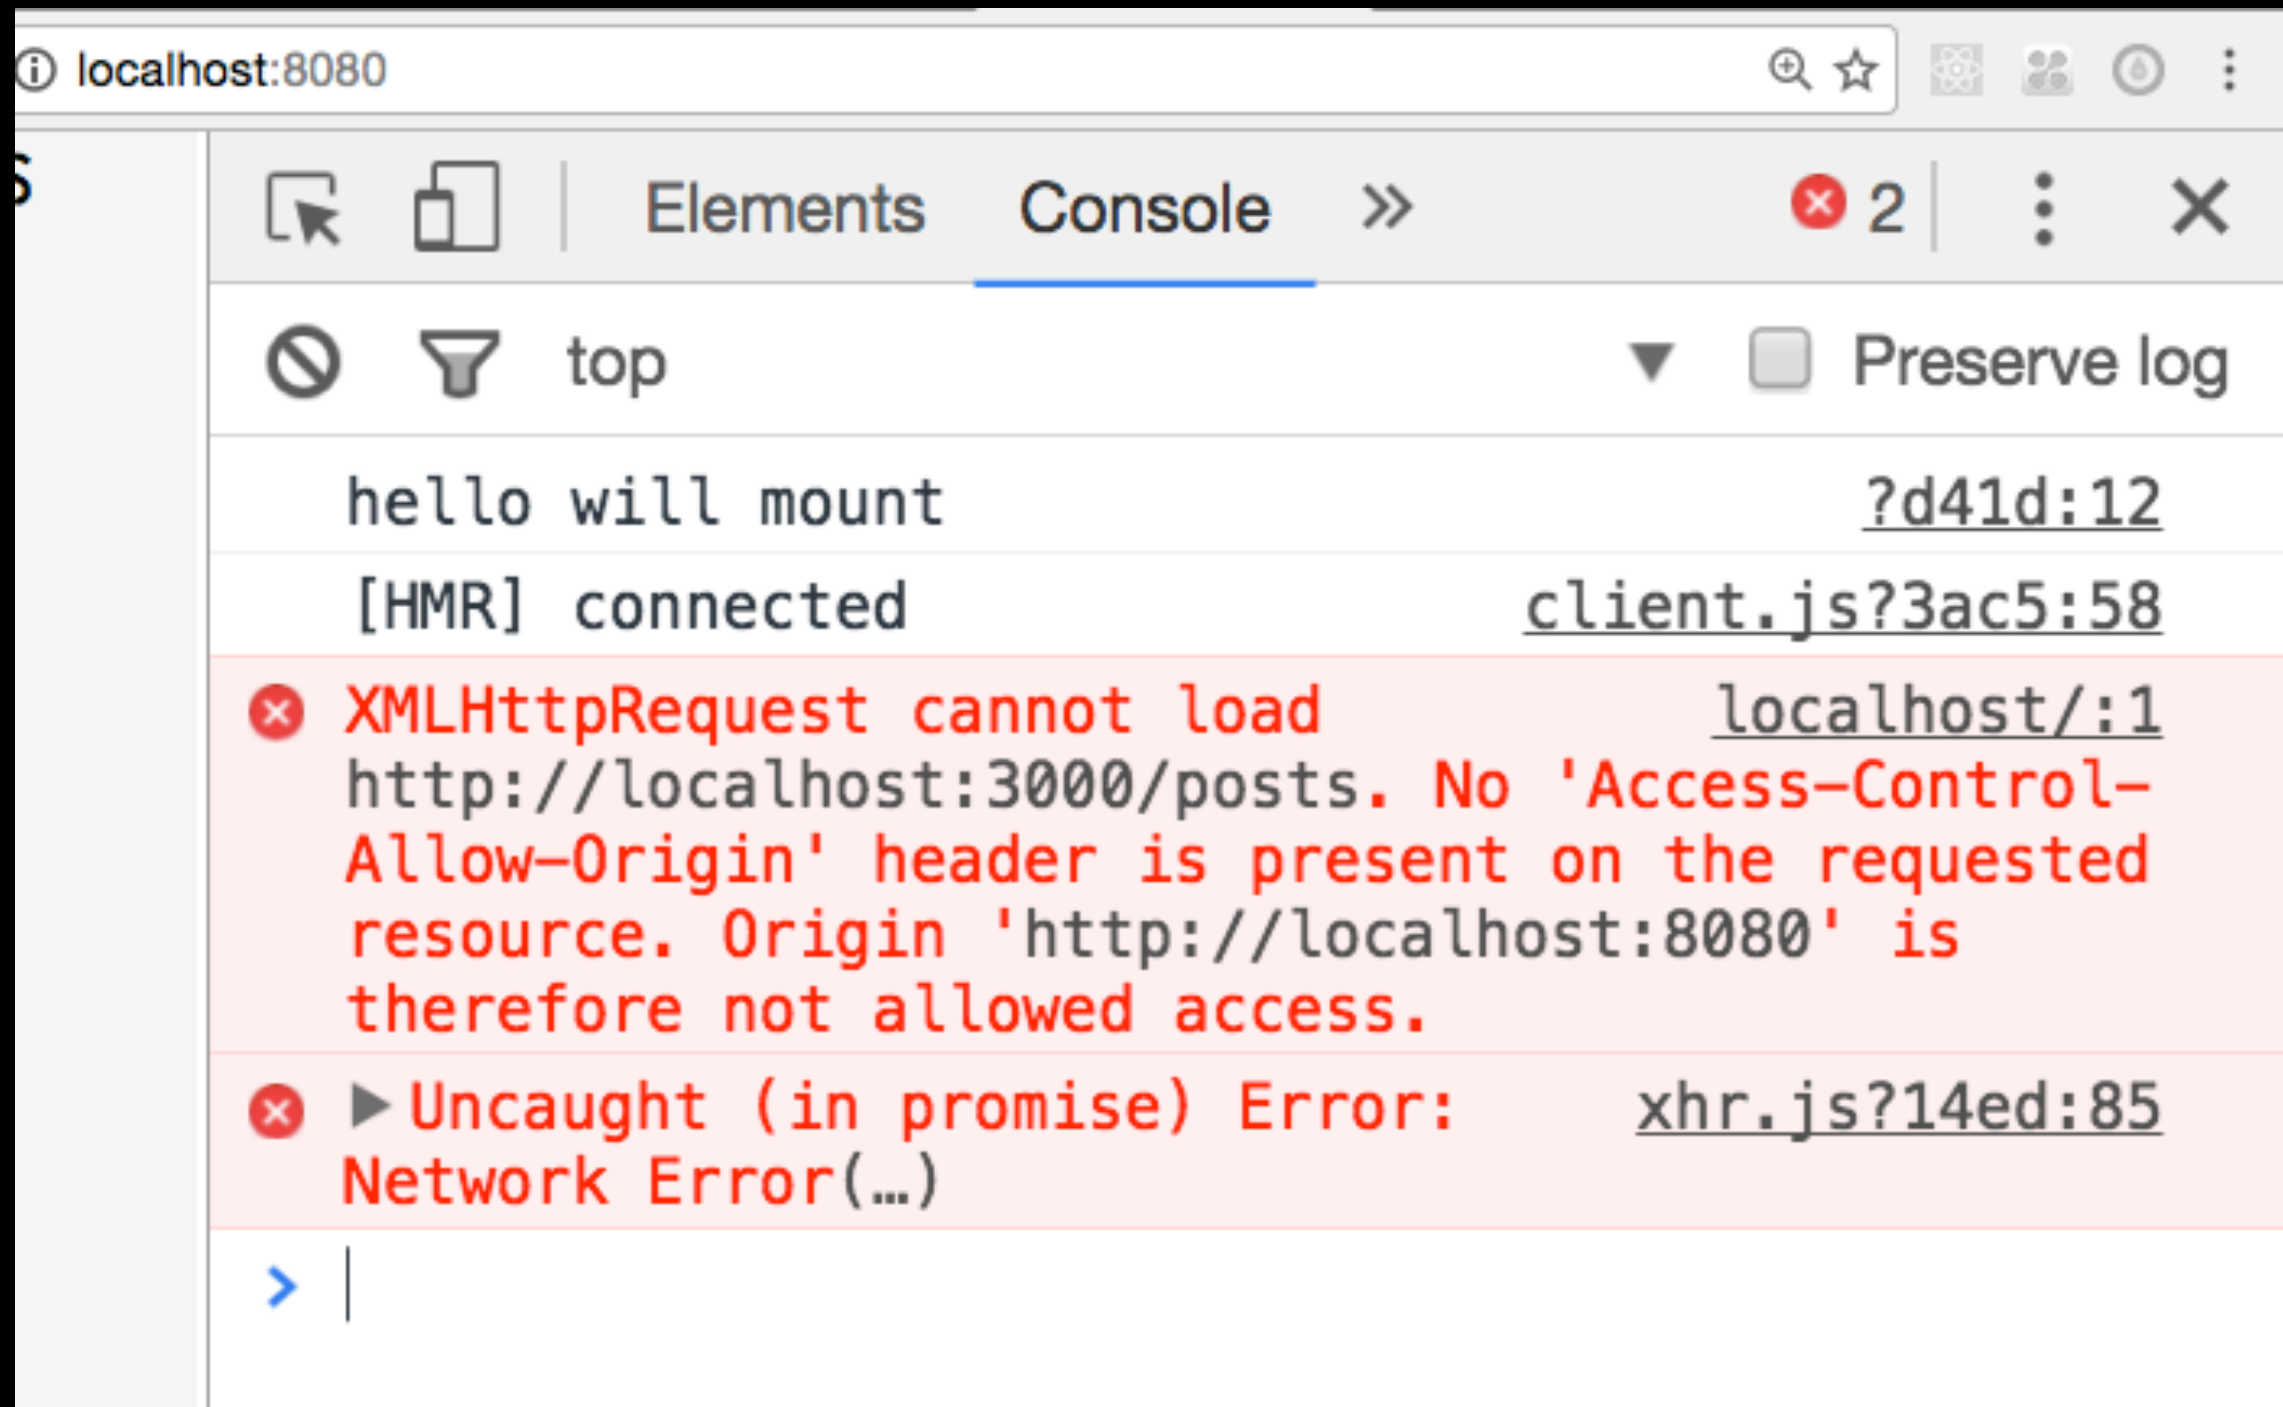 localhost:8080
s
Elements Console 2
top Preserve log
hello will mount ?d41d:12
[HMR] connected client.js?3ac5:58
XMLHttpRequest cannot load localhost/:1
http://localhost:3000/posts. No 'Access-Control-
Allow-Origin' header is present on the requested
resource. Origin 'http://localhost:8080' is
therefore not allowed access.
Uncaught (in promise) Error: xhr.js?14ed:85
Network Error(…)